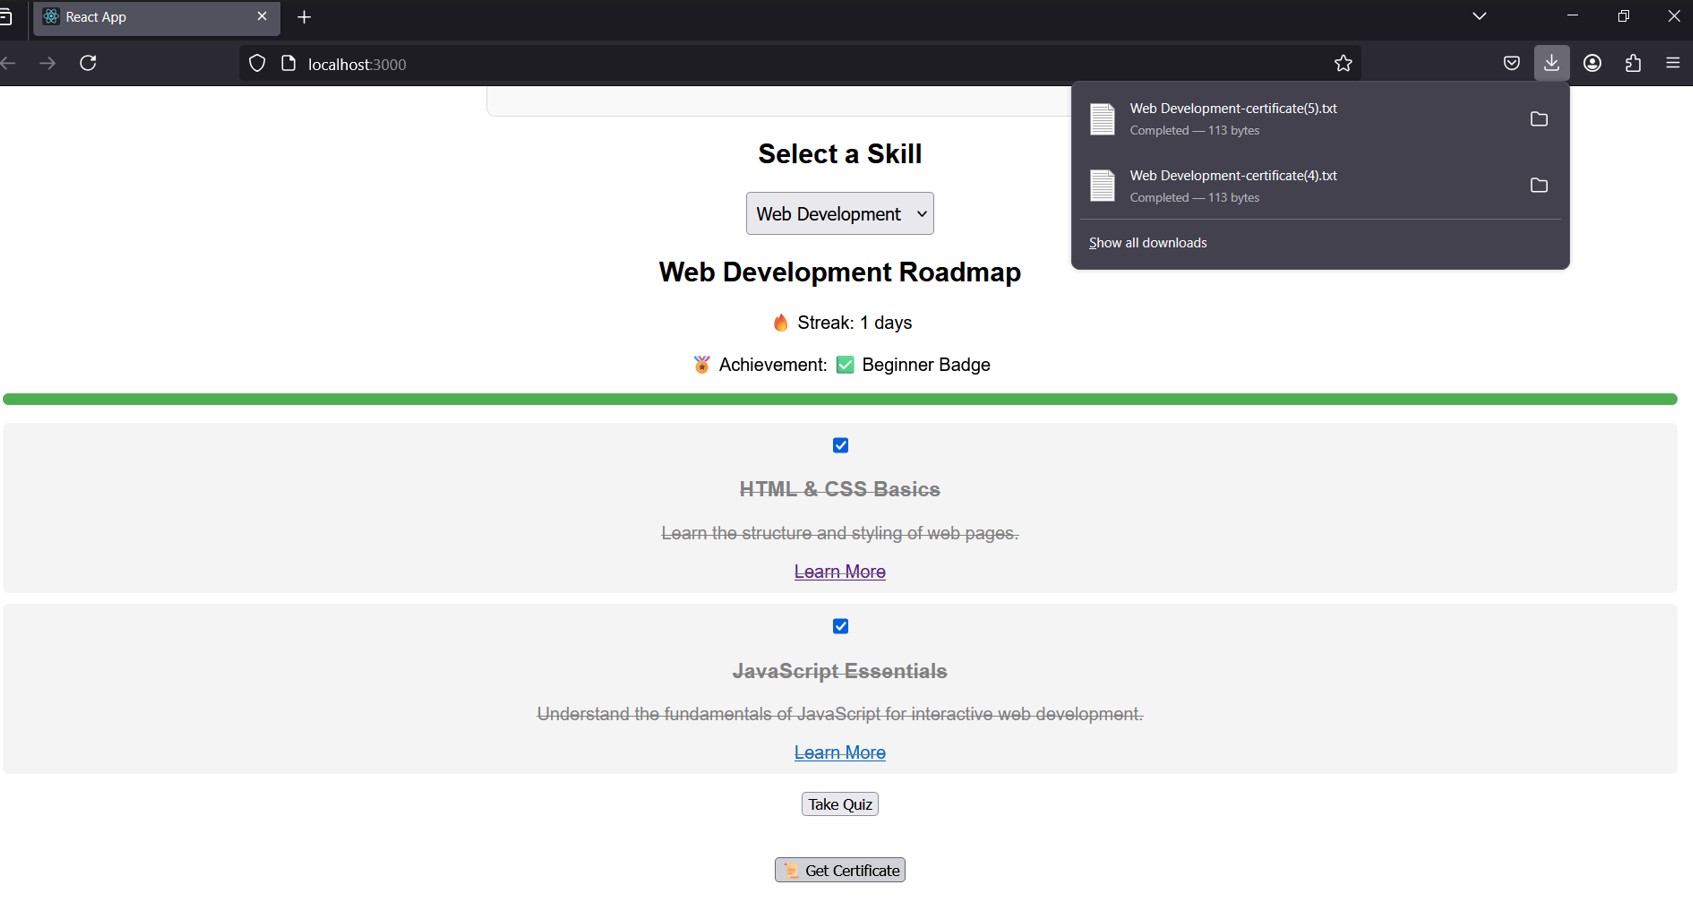 React App
localhost:3000
Web Development-certificate(5).txt
Completed — 113 bytes
Web Development-certificate(4).txt
Completed — 113 bytes
Show all downloads
Select a Skill
Web Development
Web Development Roadmap
🔥 Streak: 1 days
🏅 Achievement: ✅ Beginner Badge
HTML & CSS Basics
Learn the structure and styling of web pages.
Learn More
JavaScript Essentials
Understand the fundamentals of JavaScript for interactive web development.
Learn More
Take Quiz
📜 Get Certificate